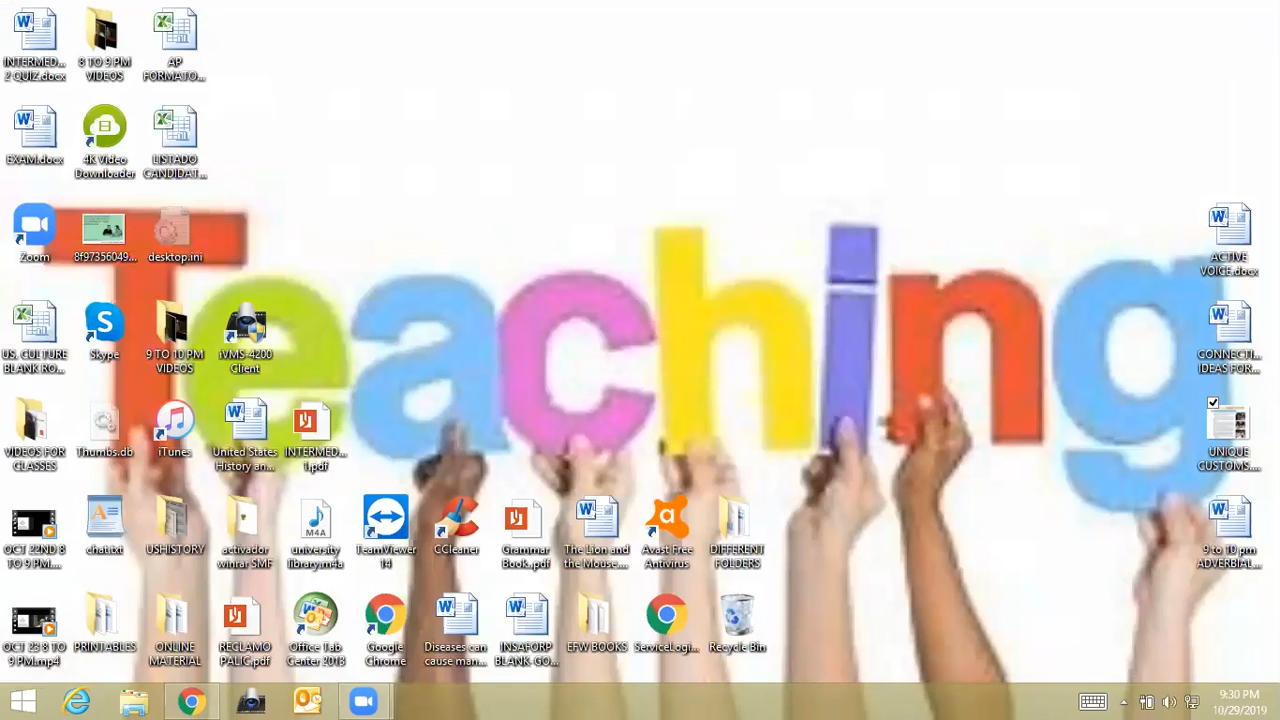 INTERMED...
2 QUIZ.docx
8 TO 9 PM
VIDEOS
AP
FORMATO...
EXAM.docx
4K Video
Downloader
LISTADO
CANDIDAT...
Zoom
8f97356049...
desktop.ini
ACTIVE
VOICE.docx
Teaching
US, CULTURE
BLANK RO...
Skype
9 TO 10 PM
VIDEOS
iVMS-4200
Client
CONNECTI...
IDEAS FOR...
VIDEOS FOR
CLASSES
Thumbs.db
iTunes
United States
History an...
INTERMED...
1.pdf
UNIQUE
CUSTOMS....
OCT 22ND 8
TO 9 PM....
chat.txt
USHISTORY
activador
winrar SMF
M4A
university
library.m4a
TeamViewer
14
CCleaner
Grammar
Book..pdf
The Lion and
the Mouse....
Avast Free
Antivirus
DIFFERENT
FOLDERS
9 to 10 pm
ADVERBIAL...
OCT 23 8 TO
9 PM.mp4
PRINTABLES
ONLINE
MATERIAL
RECLAMO
PALIC.pdf
Office Tab
Center 2013
Google
Chrome
Diseases can
cause man...
INSAFORP
BLANK-GO...
EFW BOOKS
ServiceLogi...
Recycle Bin
9:30 PM
10/29/2019